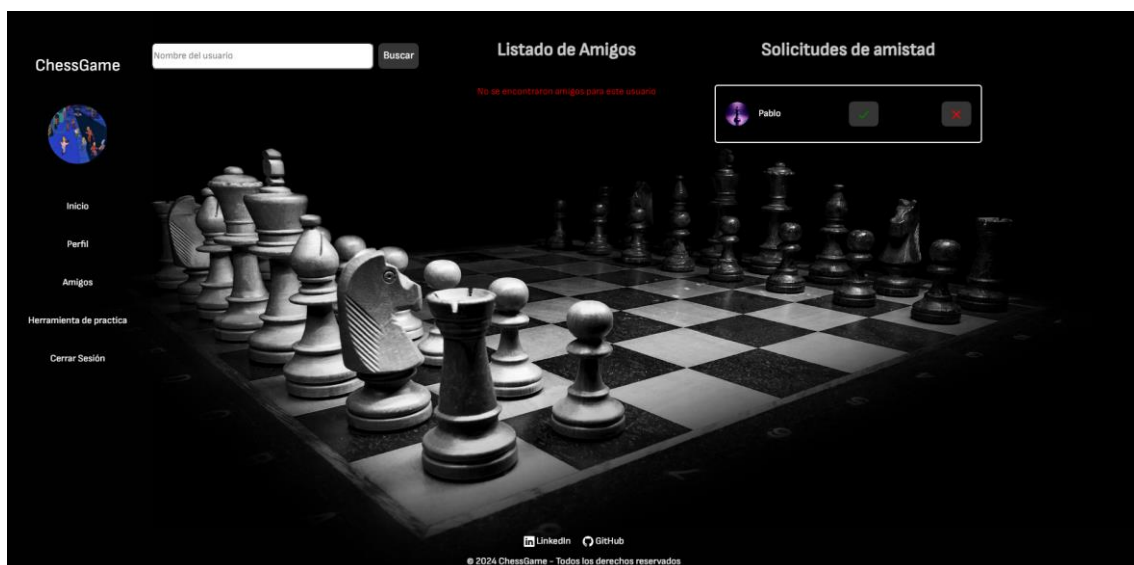 ChessGame
Inicio
Perfil
Amigos
Herramienta de practica
Cerrar Sesión
Nombre del usuario
Buscar
Listado de Amigos
No se encontraron amigos para este usuario
Solicitudes de amistad
Pablo
LinkedIn GitHub
© 2024 ChessGame - Todos los derechos reservados